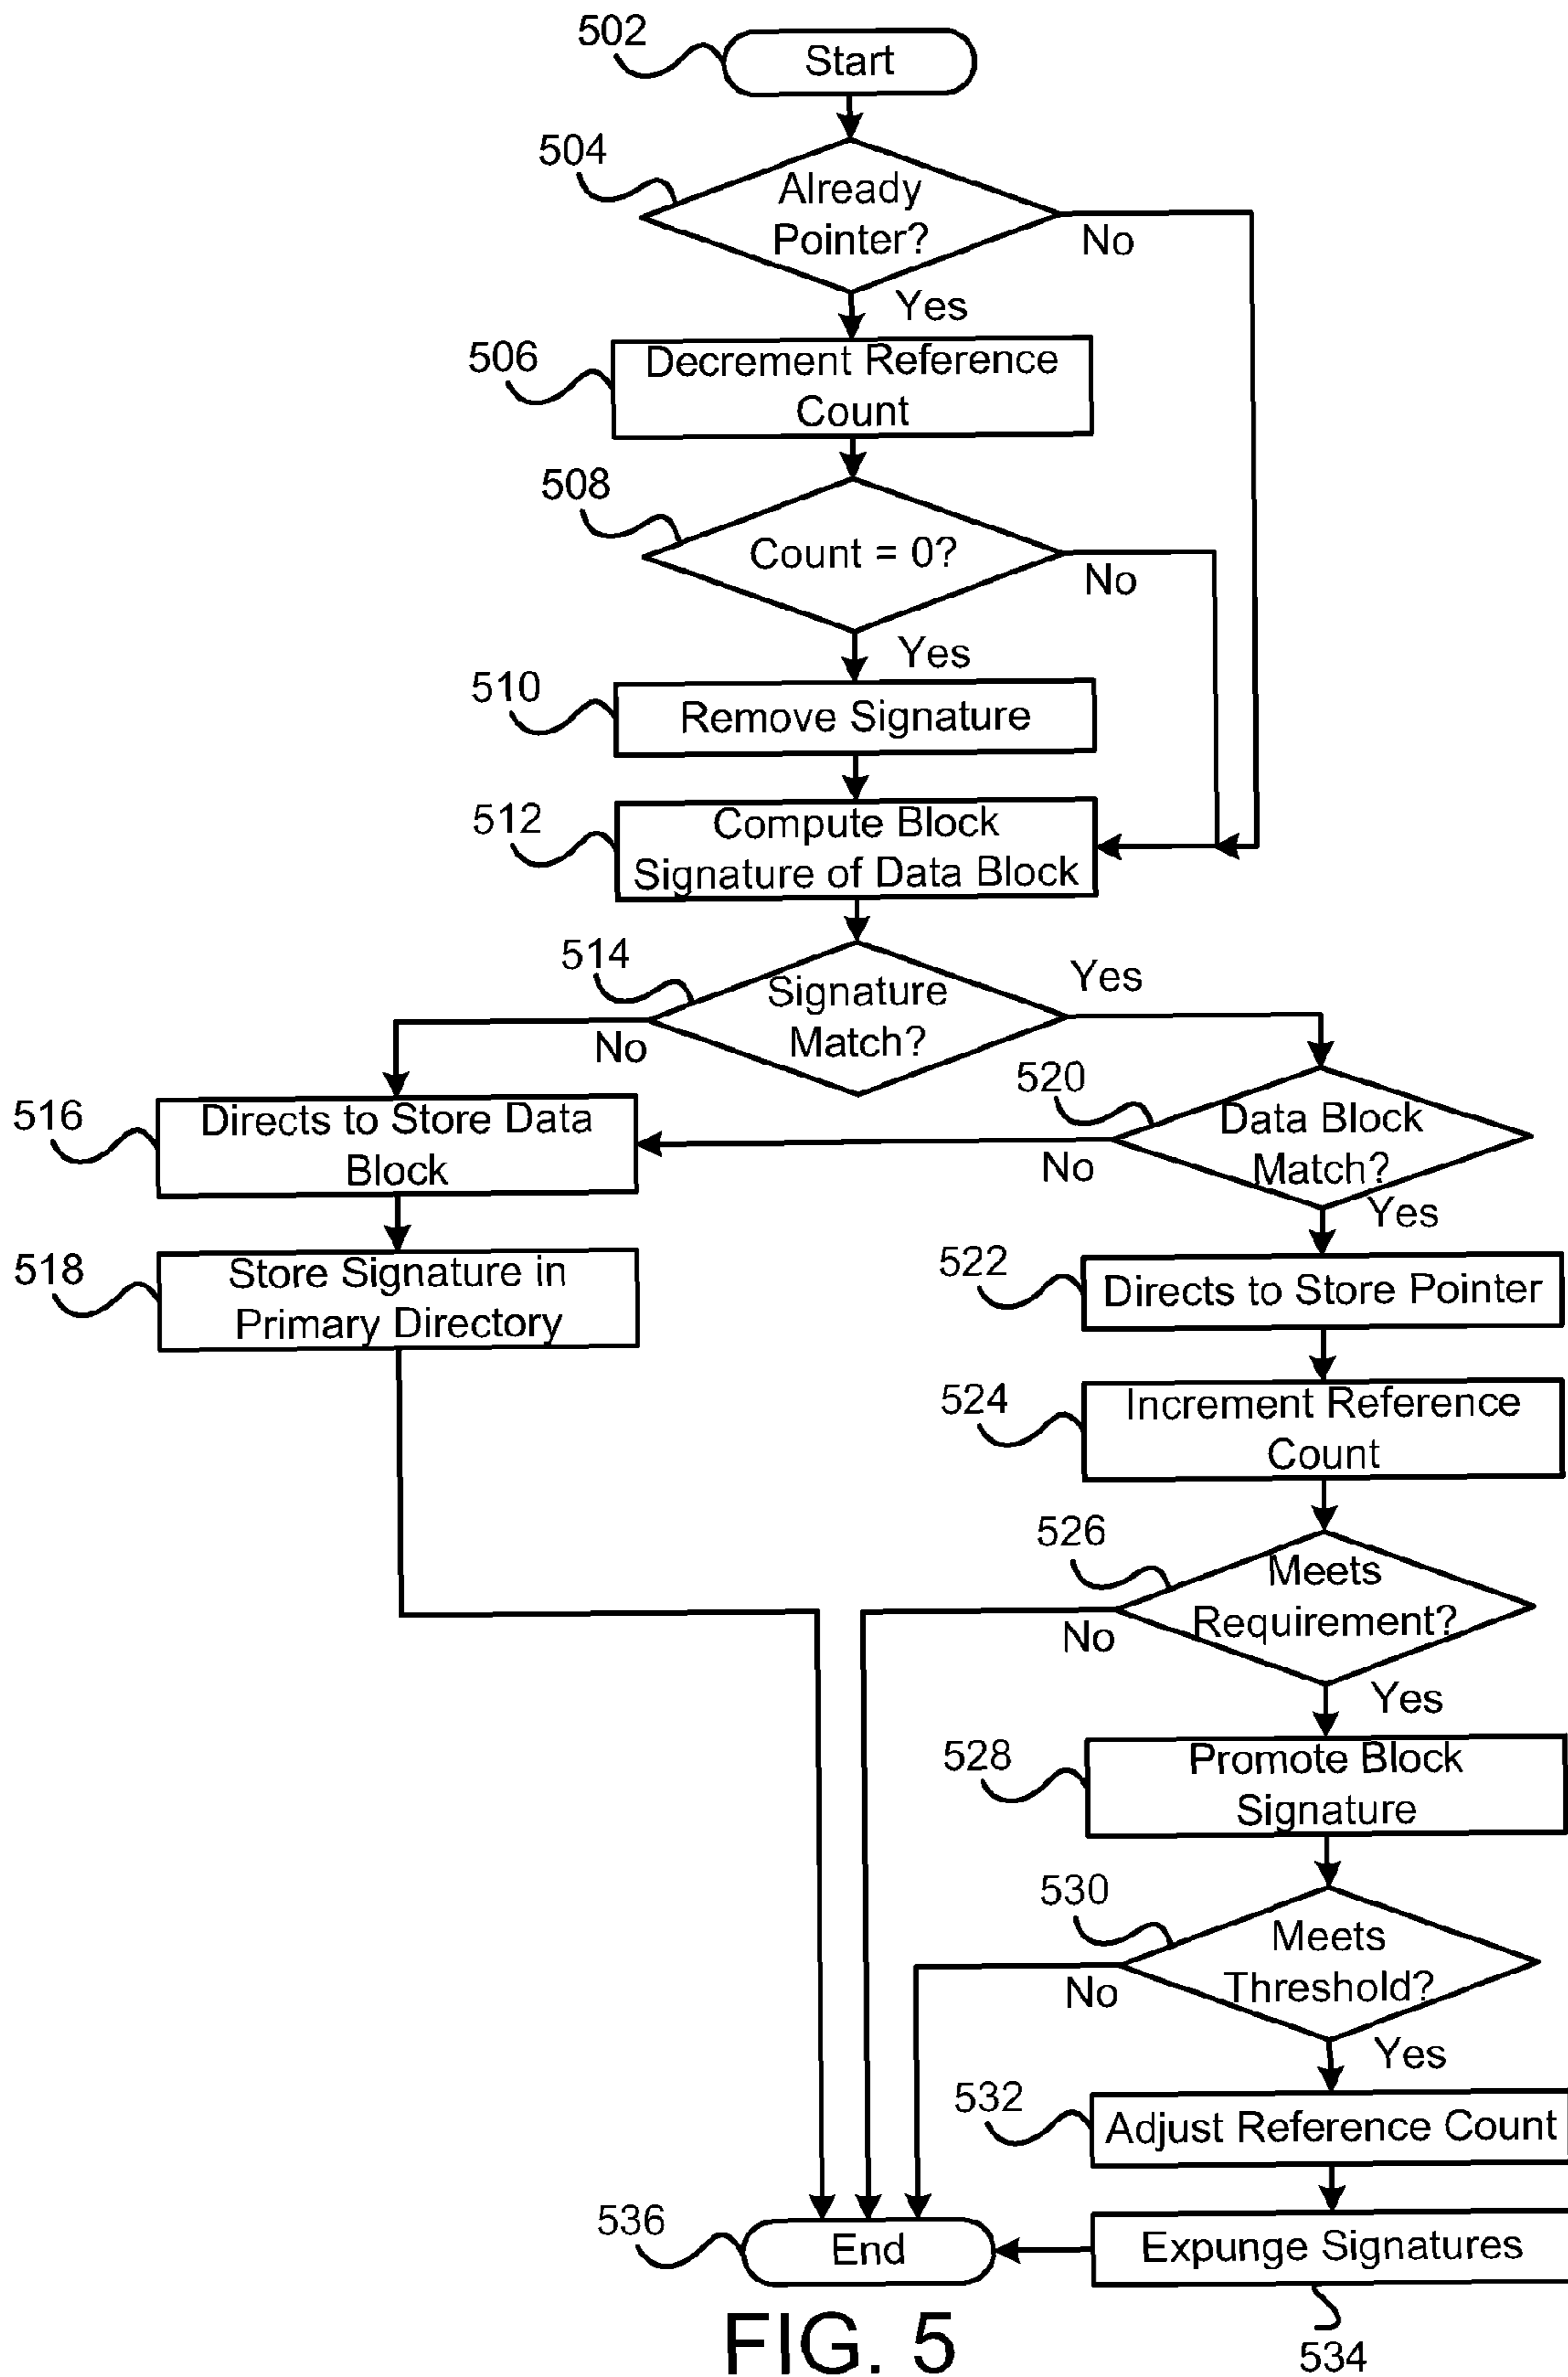 502
Start
504
Already
Pointer?
No
Yes
506
Decrement Reference
Count
508
Count = 0?
No
Yes
510
Remove Signature
512
Compute Block
Signature of Data Block
514
Signature
Match?
Yes
No
516
Directs to Store Data
Block
520
Data Block
Match?
No
Yes
518
Store Signature in
Primary Directory
522
Directs to Store Pointer
524
Increment Reference
Count
526
Meets
Requirement?
No
Yes
528
Promote Block
Signature
530
Meets
Threshold?
No
Yes
532
Adjust Reference Count
536
End
Expunge Signatures
534
FIG. 5